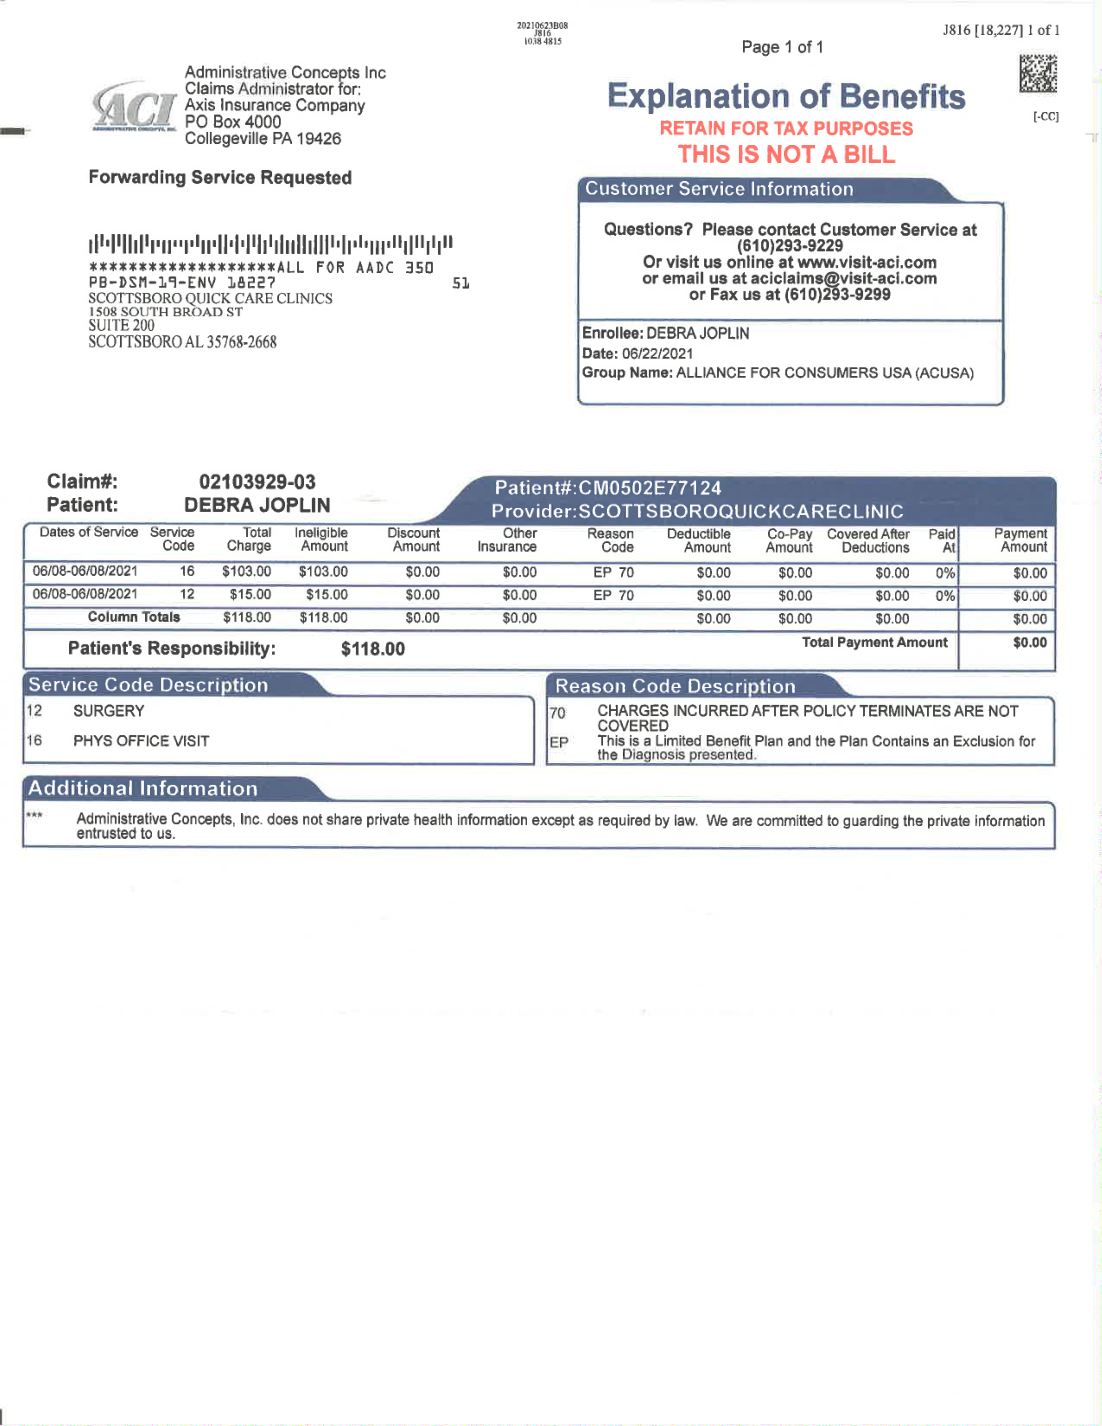 20210623B08
J816
1038 4815
J816 [18,227] 1 of 1
Page 1 of 1
ACI
ADMINISTRATIVE CONCEPTS, INC.
Administrative Concepts Inc
Claims Administrator for:
Axis Insurance Company
PO Box 4000
Collegeville PA 19426
Explanation of Benefits
RETAIN FOR TAX PURPOSES
THIS IS NOT A BILL
[-CC]
Forwarding Service Requested
Customer Service Information
Questions? Please contact Customer Service at
(610)293-9229
Or visit us online at www.visit-aci.com
or email us at aciclaims@visit-aci.com
or Fax us at (610)293-9299
*******************ALL FOR AADC 350
PB-DSM-19-ENV 18227 51
SCOTTSBORO QUICK CARE CLINICS
1508 SOUTH BROAD ST
SUITE 200
SCOTTSBORO AL 35768-2668
Enrollee: DEBRA JOPLIN
Date: 06/22/2021
Group Name: ALLIANCE FOR CONSUMERS USA (ACUSA)
Claim#: 02103929-03
Patient: DEBRA JOPLIN
Patient#:CM0502E77124
Provider:SCOTTSBOROQUICKCARECLINIC
Dates of Service Service Total Ineligible Discount Other Reason Deductible Co-Pay Covered After Paid Payment
Code Charge Amount Amount Insurance Code Amount Amount Deductions At Amount
06/08-06/08/2021 16 $103.00 $103.00 $0.00 $0.00 EP 70 $0.00 $0.00 $0.00 0% $0.00
06/08-06/08/2021 12 $15.00 $15.00 $0.00 $0.00 EP 70 $0.00 $0.00 $0.00 0% $0.00
Column Totals $118.00 $118.00 $0.00 $0.00 $0.00 $0.00 $0.00 $0.00
Patient's Responsibility: $118.00 Total Payment Amount $0.00
Service Code Description
12 SURGERY
16 PHYS OFFICE VISIT
Reason Code Description
70 CHARGES INCURRED AFTER POLICY TERMINATES ARE NOT
COVERED
EP This is a Limited Benefit Plan and the Plan Contains an Exclusion for
the Diagnosis presented.
Additional Information
*** Administrative Concepts, Inc. does not share private health information except as required by law. We are committed to guarding the private information
entrusted to us.